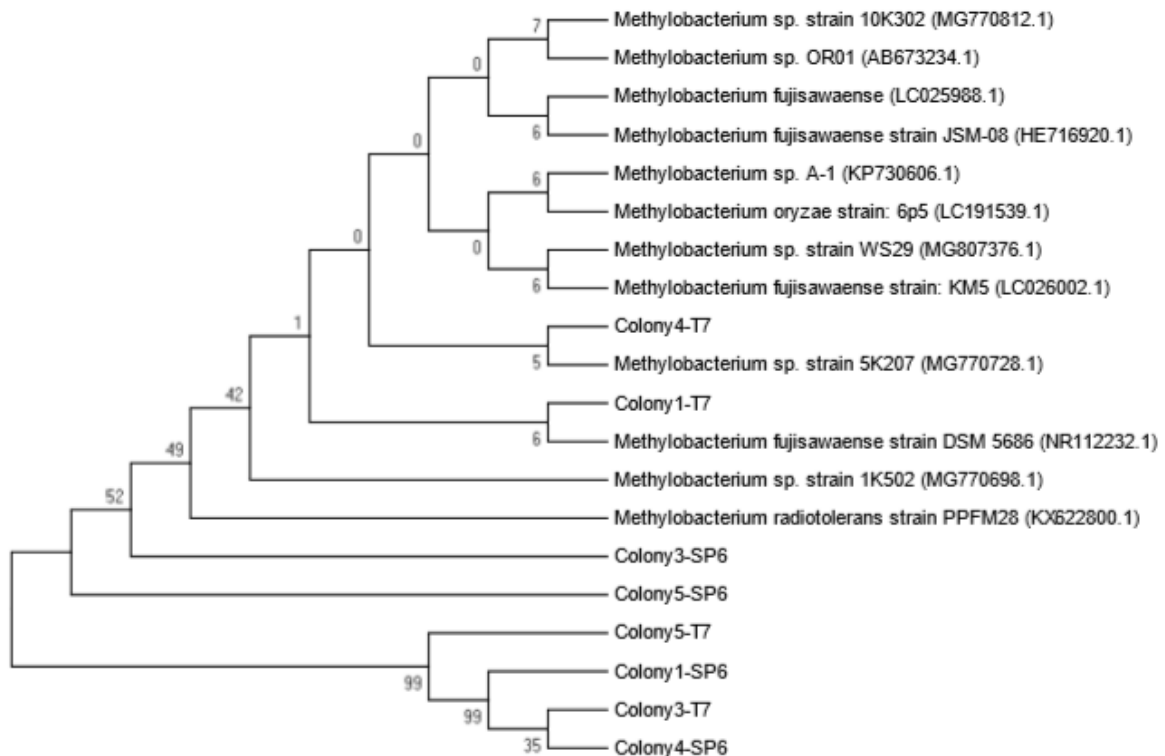 7
Methylobacterium sp. strain 10K302 (MG770812.1)
0
Methylobacterium sp. OR01 (AB673234.1)
Methylobacterium fujisawaense (LC025988.1)
0
6
Methylobacterium fujisawaense strain JSM-08 (HE716920.1)
6
Methylobacterium sp. A-1 (KP730606.1)
Methylobacterium oryzae strain: 6p5 (LC191539.1)
0
0
Methylobacterium sp. strain WS29 (MG807376.1)
6
Methylobacterium fujisawaense strain: KM5 (LC026002.1)
1
Colony4-T7
5
Methylobacterium sp. strain 5K207 (MG770728.1)
42
Colony1-T7
6
Methylobacterium fujisawaense strain DSM 5686 (NR112232.1)
49
Methylobacterium sp. strain 1K502 (MG770698.1)
52
Methylobacterium radiotolerans strain PPFM28 (KX622800.1)
Colony3-SP6
Colony5-SP6
Colony5-T7
99
Colony1-SP6
99
Colony3-T7
35
Colony4-SP6